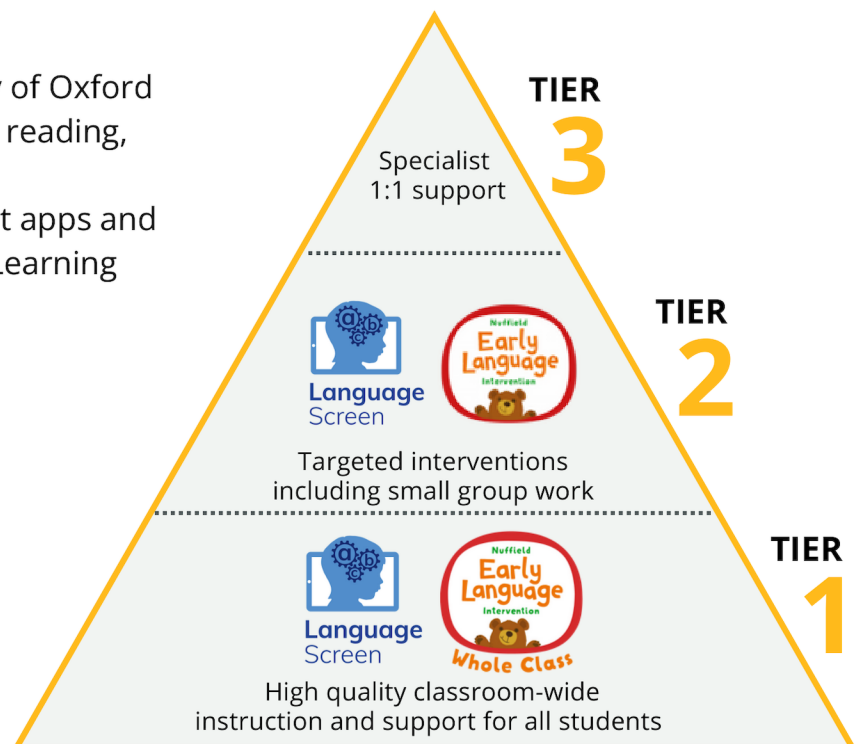 y of Oxford
reading,
t apps and
Learning
TIER
3
Specialist
1:1 support
TIER
2
a b
c
Language
Screen
Nuffield
Early
Language
Intervention
Targeted interventions
including small group work
TIER
1
a b
c
Language
Screen
Nuffield
Early
Language
Intervention
Whole Class
High quality classroom-wide
instruction and support for all students